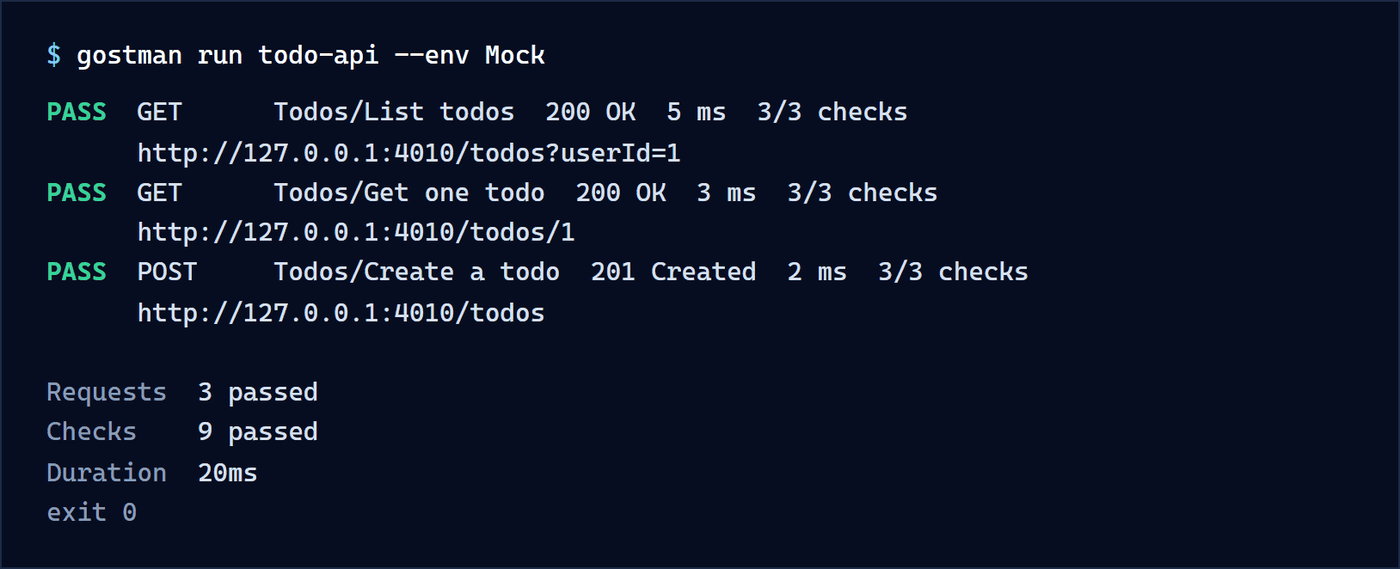 $ gostman run todo-api --env Mock
PASS  GET      Todos/List todos  200 OK  5 ms  3/3 checks
      http://127.0.0.1:4010/todos?userId=1
PASS  GET      Todos/Get one todo  200 OK  3 ms  3/3 checks
      http://127.0.0.1:4010/todos/1
PASS  POST     Todos/Create a todo  201 Created  2 ms  3/3 checks
      http://127.0.0.1:4010/todos
Requests  3 passed
Checks    9 passed
Duration  20ms
exit 0